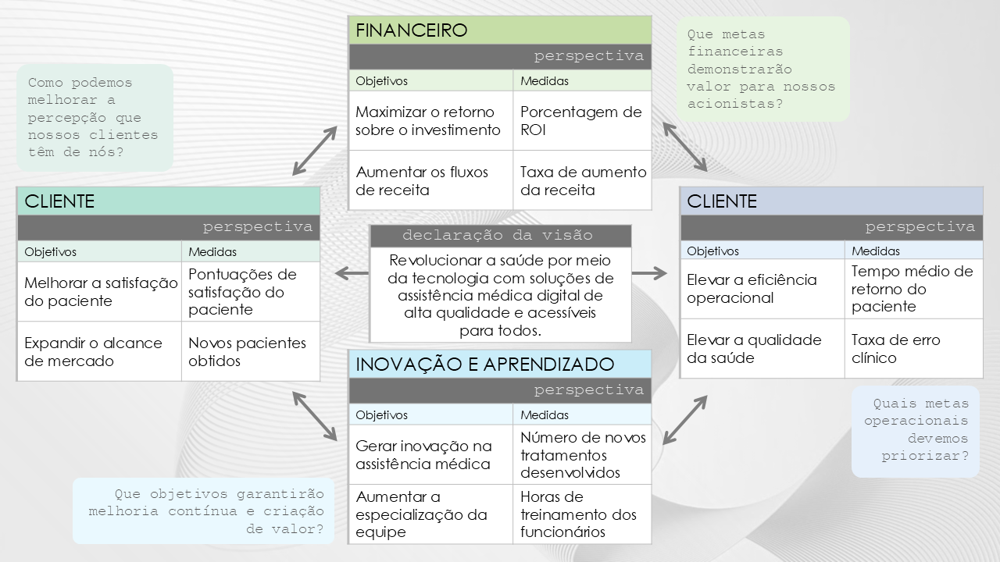 FINANCEIRO
perspectiva
Objetivos
Medidas
Maximizar o retorno
sobre o investimento
Porcentagem de
ROI
Aumentar os fluxos
de receita
Taxa de aumento
da receita
Que metas
financeiras
demonstrarão
valor para nossos
acionistas?
Como podemos
melhorar a
percepção que
nossos clientes
têm de nós?
CLIENTE
perspectiva
Objetivos
Medidas
Melhorar a satisfação
do paciente
Pontuações de
satisfação do
paciente
Expandir o alcance
de mercado
Novos pacientes
obtidos
declaração da visão
Revolucionar a saúde por meio
da tecnologia com soluções de
assistência médica digital de
alta qualidade e acessíveis
para todos.
CLIENTE
perspectiva
Objetivos
Medidas
Elevar a eficiência
operacional
Tempo médio de
retorno do
paciente
Elevar a qualidade
da saúde
Taxa de erro
clínico
INOVAÇÃO E APRENDIZADO
perspectiva
Objetivos
Medidas
Gerar inovação na
assistência médica
Número de novos
tratamentos
desenvolvidos
Aumentar a
especialização da
equipe
Horas de
treinamento dos
funcionários
Quais metas
operacionais
devemos
priorizar?
Que objetivos garantirão
melhoria contínua e criação
de valor?